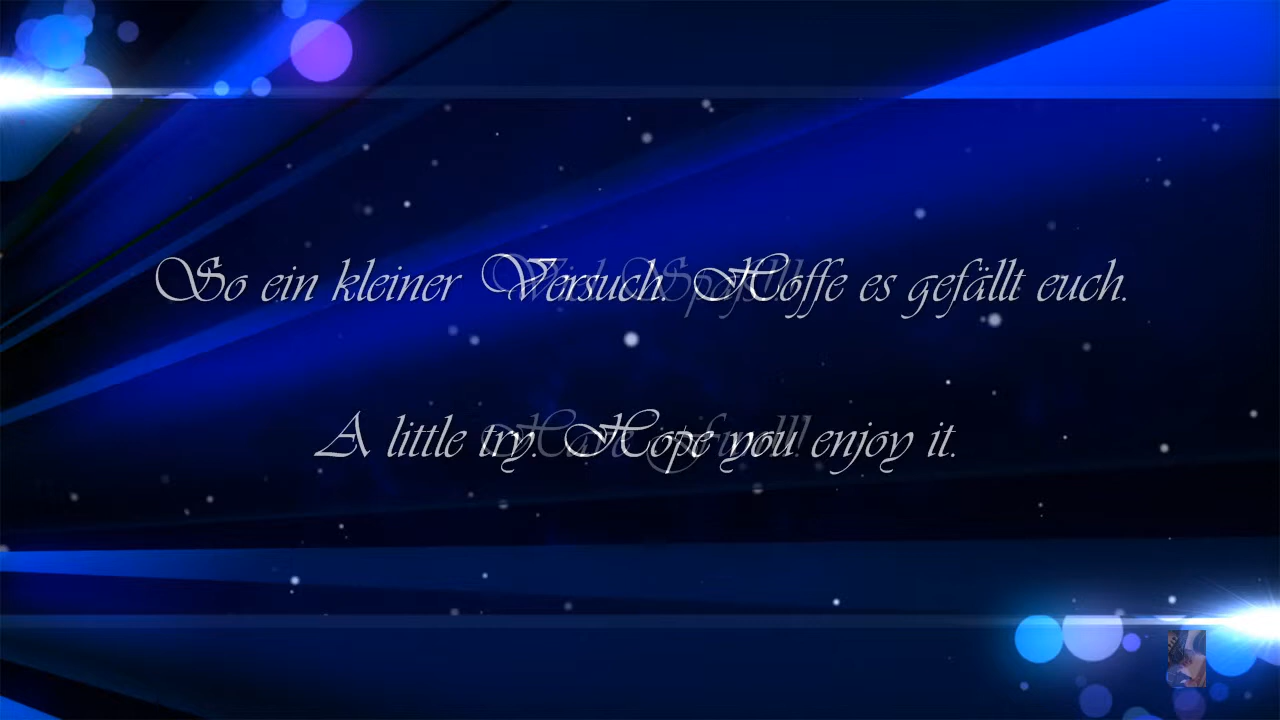 So ein kleiner Versuch. Hoffe es gefällt euch.
A little try. Hope you enjoy it.